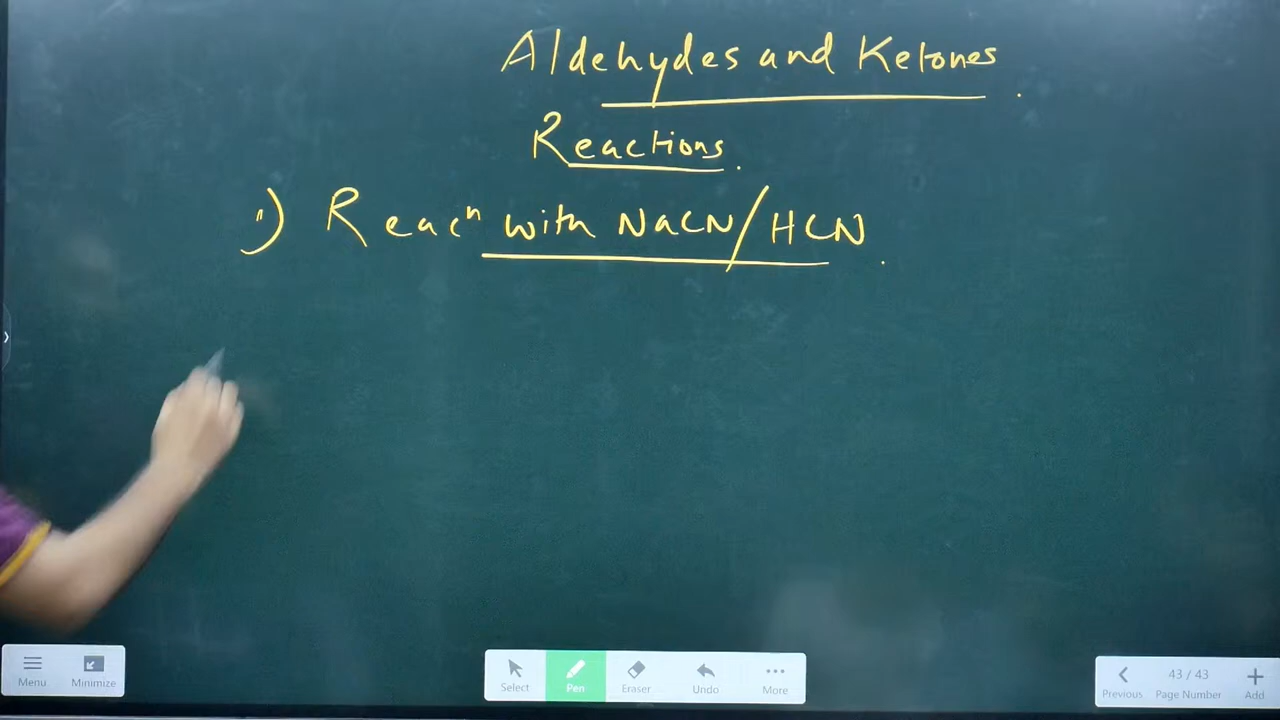 Aldehydes and Ketones.
Reactions.
1) Reacⁿ with NaCN/HCN.
Menu
Minimize
Select
Pen
Eraser
Undo
More
Previous
43 / 43
Page Number
Add